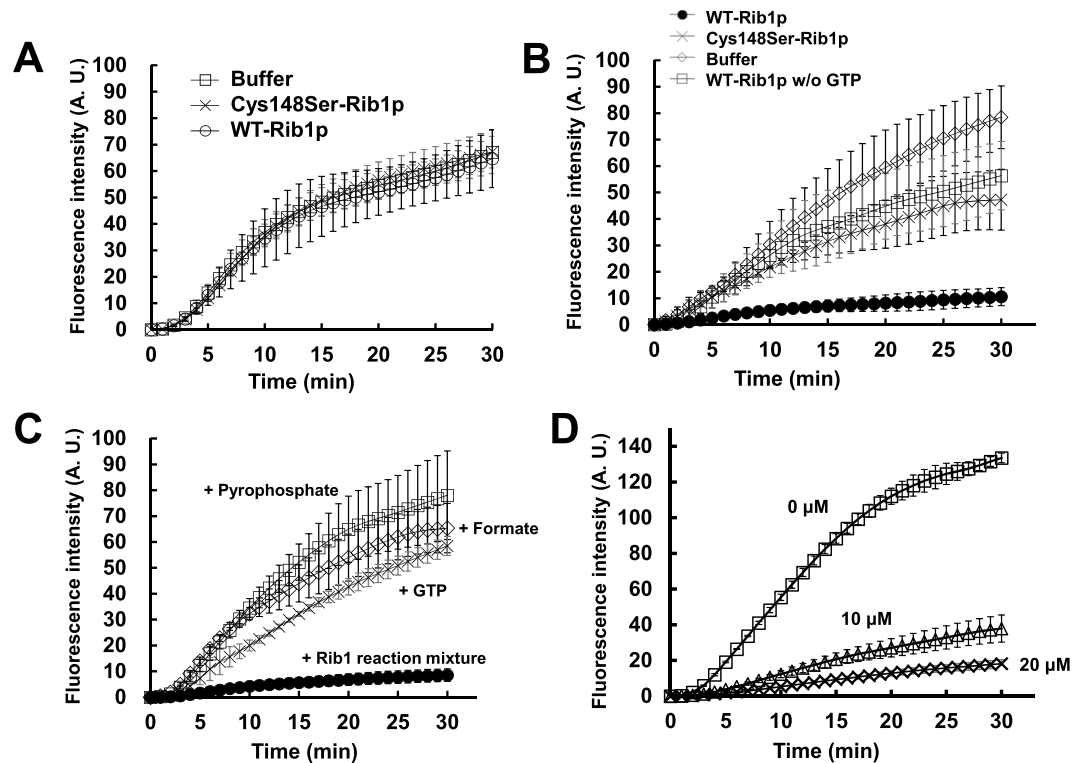 A
Fluorescence intensity (A. U.)
100
90
80
70
60
50
40
30
20
10
0
Buffer
Cys148Ser-Rib1p
WT-Rib1p
0 5 10 15 20 25 30
Time (min)
B
WT-Rib1p
Cys148Ser-Rib1p
Buffer
WT-Rib1p w/o GTP
Fluorescence intensity (A. U.)
100
90
80
70
60
50
40
30
20
10
0
0 5 10 15 20 25 30
Time (min)
C
Fluorescence intensity (A. U.)
100
90
80
70
60
50
40
30
20
10
0
+ Pyrophosphate
+ Formate
+ GTP
+ Rib1 reaction mixture
0 5 10 15 20 25 30
Time (min)
D
Fluorescence intensity (A. U.)
140
120
100
80
60
40
20
0
0 µM
10 µM
20 µM
0 5 10 15 20 25 30
Time (min)